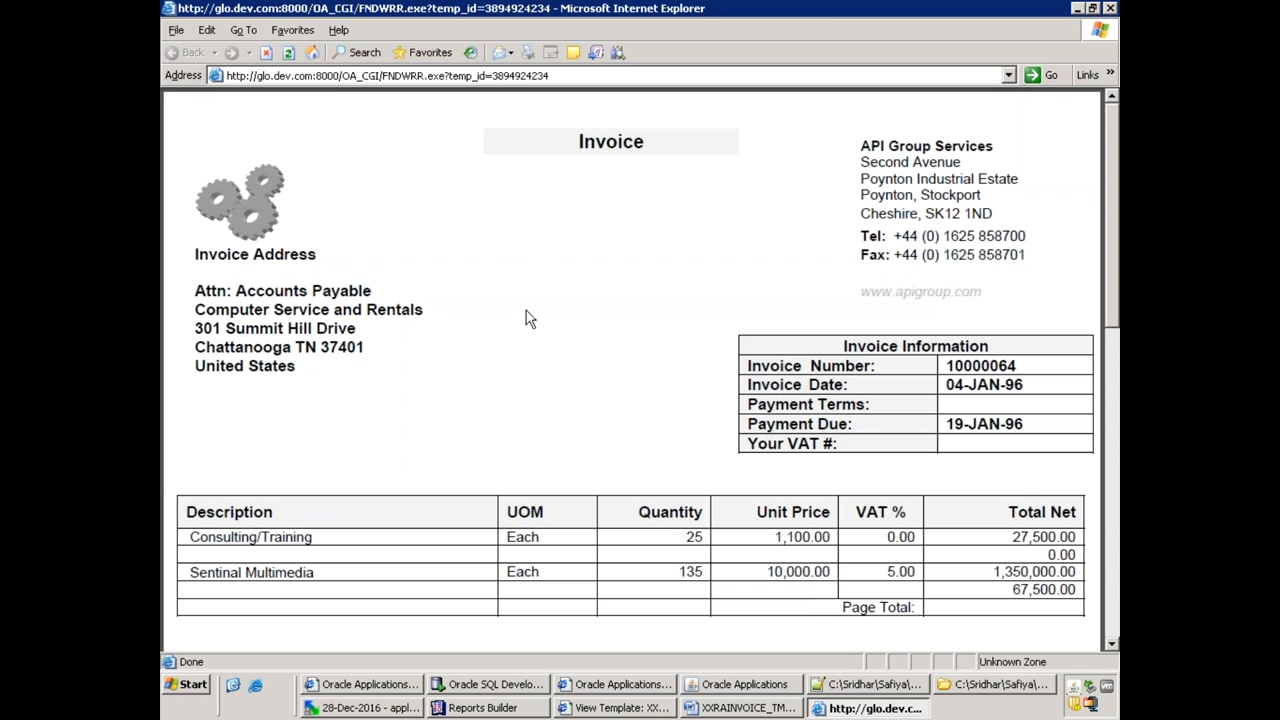 http://glo.dev.com:8000/OA_CGI/FNDWRR.exe?temp_id=3894924234 - Microsoft Internet Explorer
File Edit Go To Favorites Help
Back Search Favorites
Address http://glo.dev.com:8000/OA_CGI/FNDWRR.exe?temp_id=3894924234 Go Links »
Invoice
API Group Services
Second Avenue
Poynton Industrial Estate
Poynton, Stockport
Cheshire, SK12 1ND
Tel: +44 (0) 1625 858700
Fax: +44 (0) 1625 858701
www.apigroup.com
Invoice Address
Attn: Accounts Payable
Computer Service and Rentals
301 Summit Hill Drive
Chattanooga TN 37401
United States
Invoice Information
Invoice Number: 10000064
Invoice Date: 04-JAN-96
Payment Terms:
Payment Due: 19-JAN-96
Your VAT #:
Description UOM Quantity Unit Price VAT % Total Net
Consulting/Training Each 25 1,100.00 0.00 27,500.00
0.00
Sentinal Multimedia Each 135 10,000.00 5.00 1,350,000.00
67,500.00
Page Total:
Done Unknown Zone
Start Oracle Applications... Oracle SQL Develo... Oracle Applications... Oracle Applications C:\Sridhar/Safiya\... C:\Sridhar/Safiya\...
28-Dec-2016 - appl... Reports Builder View Template: XX... XXRAINVOICE_TM... http://glo.dev.c...